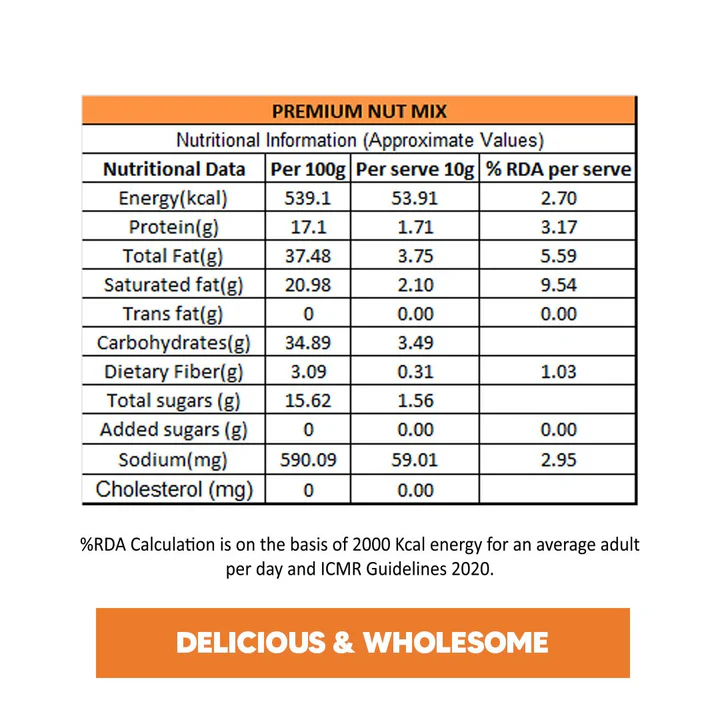 PREMIUM NUT MIX
Nutritional Information (Approximate Values)
Nutritional Data Per 100g Per serve 10g % RDA per serve
Energy(kcal) 539.1 53.91 2.70
Protein(g) 17.1 1.71 3.17
Total Fat(g) 37.48 3.75 5.59
Saturated fat(g) 20.98 2.10 9.54
Trans fat(g) 0 0.00 0.00
Carbohydrates(g) 34.89 3.49
Dietary Fiber(g) 3.09 0.31 1.03
Total sugars (g) 15.62 1.56
Added sugars (g) 0 0.00 0.00
Sodium(mg) 590.09 59.01 2.95
Cholesterol (mg) 0 0.00
%RDA Calculation is on the basis of 2000 Kcal energy for an average adult
per day and ICMR Guidelines 2020.
DELICIOUS & WHOLESOME